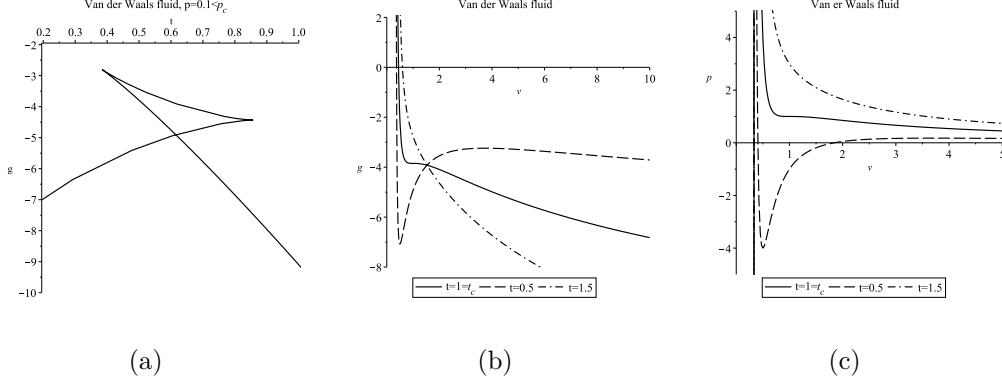 Van der Waals fluid, p=0.1<p_c
t
0.2 0.3 0.4 0.5 0.6 0.7 0.8 0.9 1.0
−2
−3
−4
−5
−6
−7
−8
−9
−10
g
(a)
Van der Waals fluid
2
0
−2
−4
−6
−8
g
2 4 6 8 10
v
t=1=t_c t=0.5 t=1.5
(b)
Van er Waals fluid
p
4
2
0
−2
−4
1 2 3 4 5
v
t=1=t_c t=0.5 t=1.5
(c)